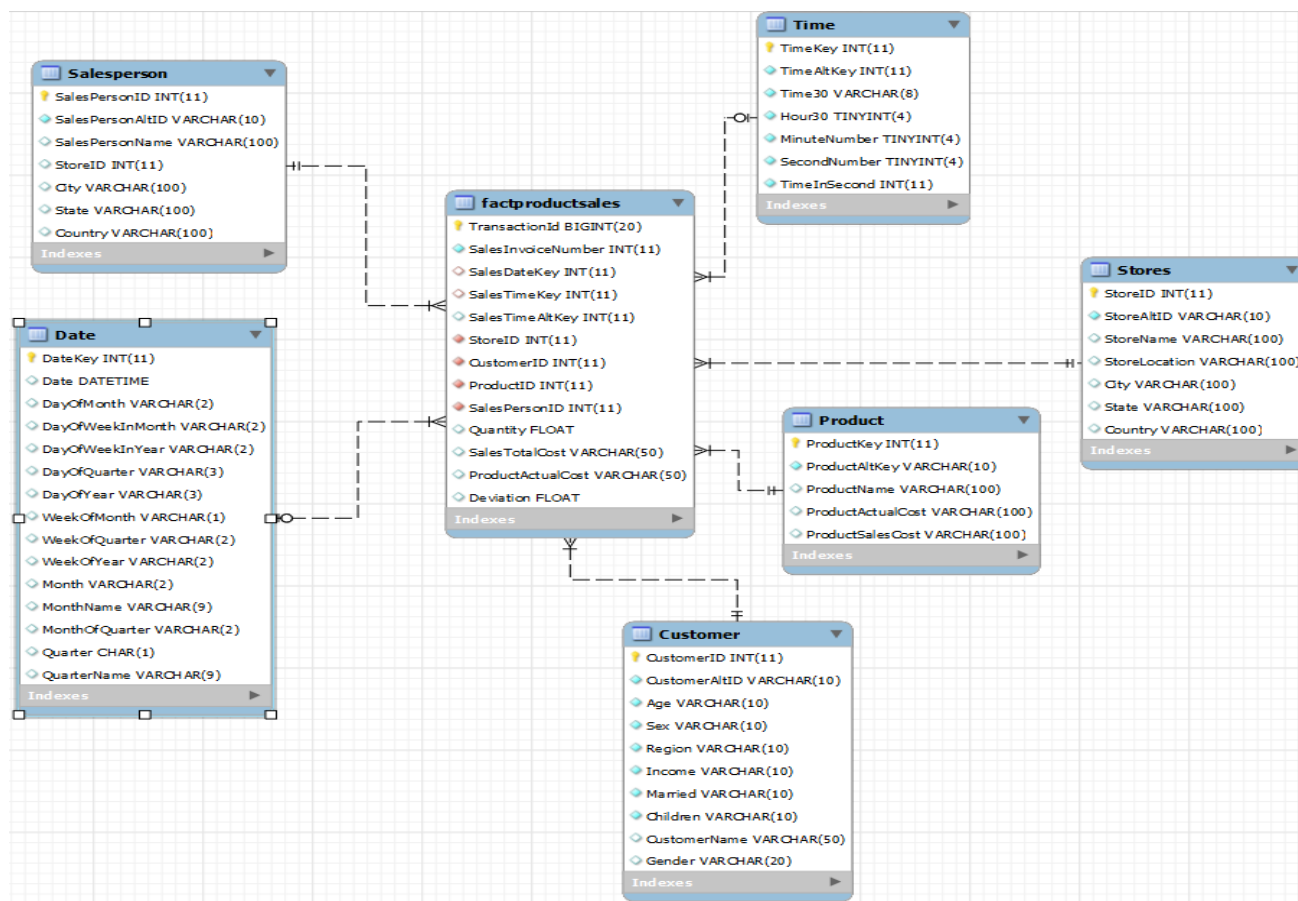 Time
TimeKey INT(11)
TimeAltKey INT(11)
Time30 VARCHAR(8)
Hour30 TINYINT(4)
MinuteNumber TINYINT(4)
SecondNumber TINYINT(4)
TimeInSecond INT(11)
Indexes
Salesperson
SalesPersonID INT(11)
SalesPersonAltID VARCHAR(10)
SalesPersonName VARCHAR(100)
StoreID INT(11)
City VARCHAR(100)
State VARCHAR(100)
Country VARCHAR(100)
Indexes
factproductsales
TransactionId BIGINT(20)
SalesInvoiceNumber INT(11)
SalesDateKey INT(11)
SalesTimeKey INT(11)
SalesTimeAltKey INT(11)
StoreID INT(11)
CustomerID INT(11)
ProductID INT(11)
SalesPersonID INT(11)
Quantity FLOAT
SalesTotalCost VARCHAR(50)
ProductActualCost VARCHAR(50)
Deviation FLOAT
Indexes
Stores
StoreID INT(11)
StoreAltID VARCHAR(10)
StoreName VARCHAR(100)
StoreLocation VARCHAR(100)
City VARCHAR(100)
State VARCHAR(100)
Country VARCHAR(100)
Indexes
Date
DateKey INT(11)
Date DATETIME
DayOfMonth VARCHAR(2)
DayOfWeekInMonth VARCHAR(2)
DayOfWeekInYear VARCHAR(2)
DayOfQuarter VARCHAR(3)
DayOfYear VARCHAR(3)
WeekOfMonth VARCHAR(1)
WeekOfQuarter VARCHAR(2)
WeekOfYear VARCHAR(2)
Month VARCHAR(2)
MonthName VARCHAR(9)
MonthOfQuarter VARCHAR(2)
Quarter CHAR(1)
QuarterName VARCHAR(9)
Indexes
Product
ProductKey INT(11)
ProductAltKey VARCHAR(10)
ProductName VARCHAR(100)
ProductActualCost VARCHAR(100)
ProductSalesCost VARCHAR(100)
Indexes
Customer
CustomerID INT(11)
CustomerAltID VARCHAR(10)
Age VARCHAR(10)
Sex VARCHAR(10)
Region VARCHAR(10)
Income VARCHAR(10)
Married VARCHAR(10)
Children VARCHAR(10)
CustomerName VARCHAR(50)
Gender VARCHAR(20)
Indexes